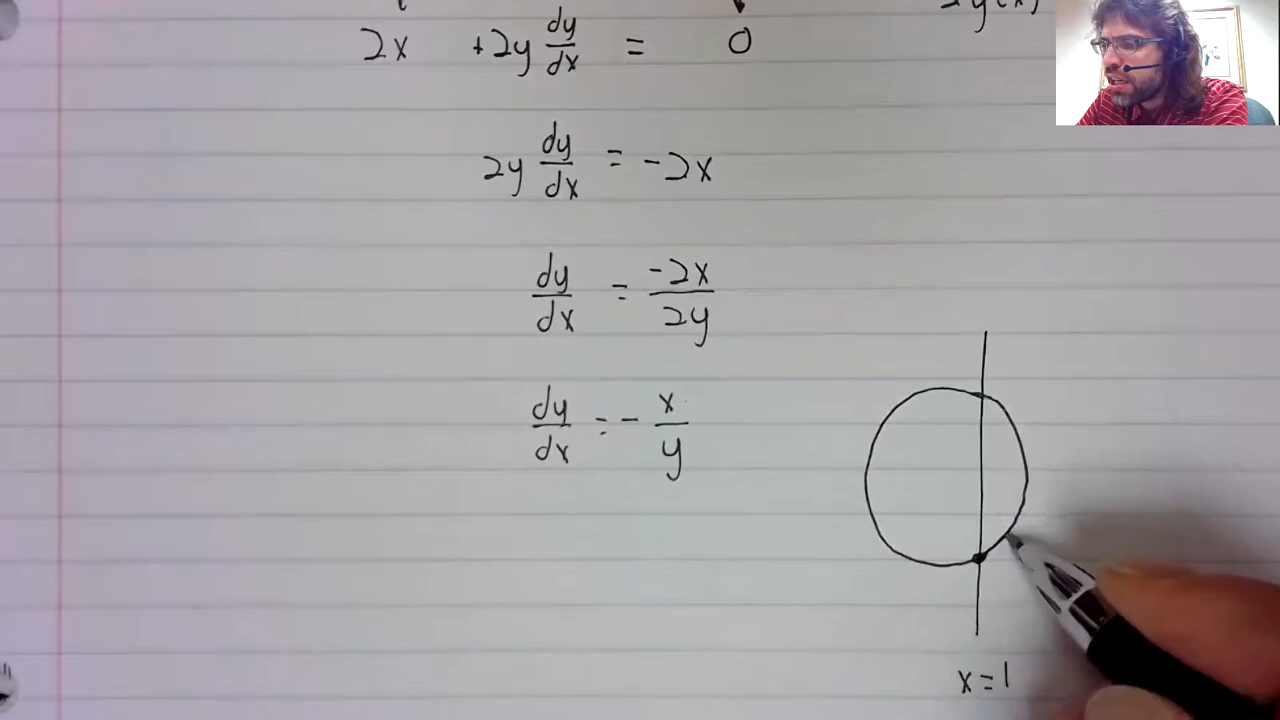 2x + 2y dy/dx = 0
2y dy/dx = -2x
dy/dx = -2x/2y
dy/dx = - x/y
x = 1